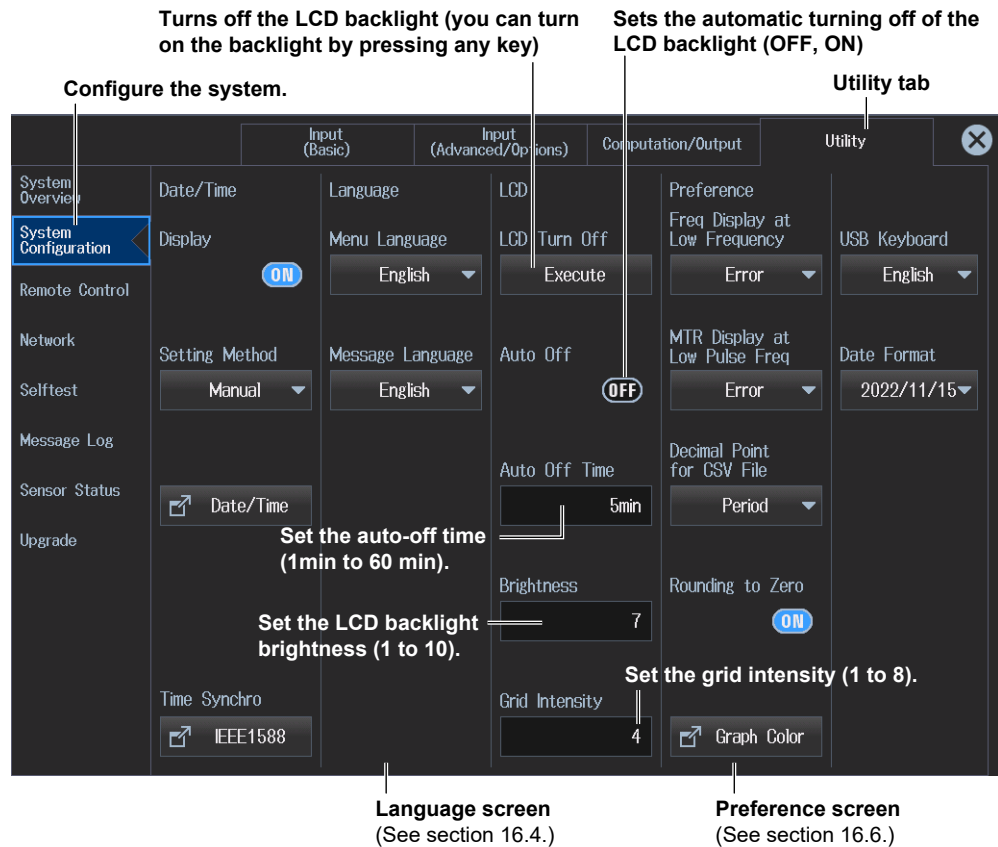 Turns off the LCD backlight (you can turn
on the backlight by pressing any key)
Sets the automatic turning off of the
LCD backlight (OFF, ON)
Configure the system.
Utility tab
Input
(Basic)
Input
(Advanced/Options)
Computation/Output
Utility
System
Overview
System
Configuration
Remote Control
Network
Selftest
Message Log
Sensor Status
Upgrade
Date/Time
Display
ON
Setting Method
Manual
Date/Time
Time Synchro
IEEE1588
Language
Menu Language
English
Message Language
English
LCD
LCD Turn Off
Execute
Auto Off
OFF
Auto Off Time
5min
Set the auto-off time
(1min to 60 min).
Brightness
7
Set the LCD backlight
brightness (1 to 10).
Grid Intensity
4
Set the grid intensity (1 to 8).
Preference
Freq Display at
Low Frequency
Error
MTR Display at
Low Pulse Freq
Error
Decimal Point
for CSV File
Period
Rounding to Zero
ON
Graph Color
USB Keyboard
English
Date Format
2022/11/15
Language screen
(See section 16.4.)
Preference screen
(See section 16.6.)